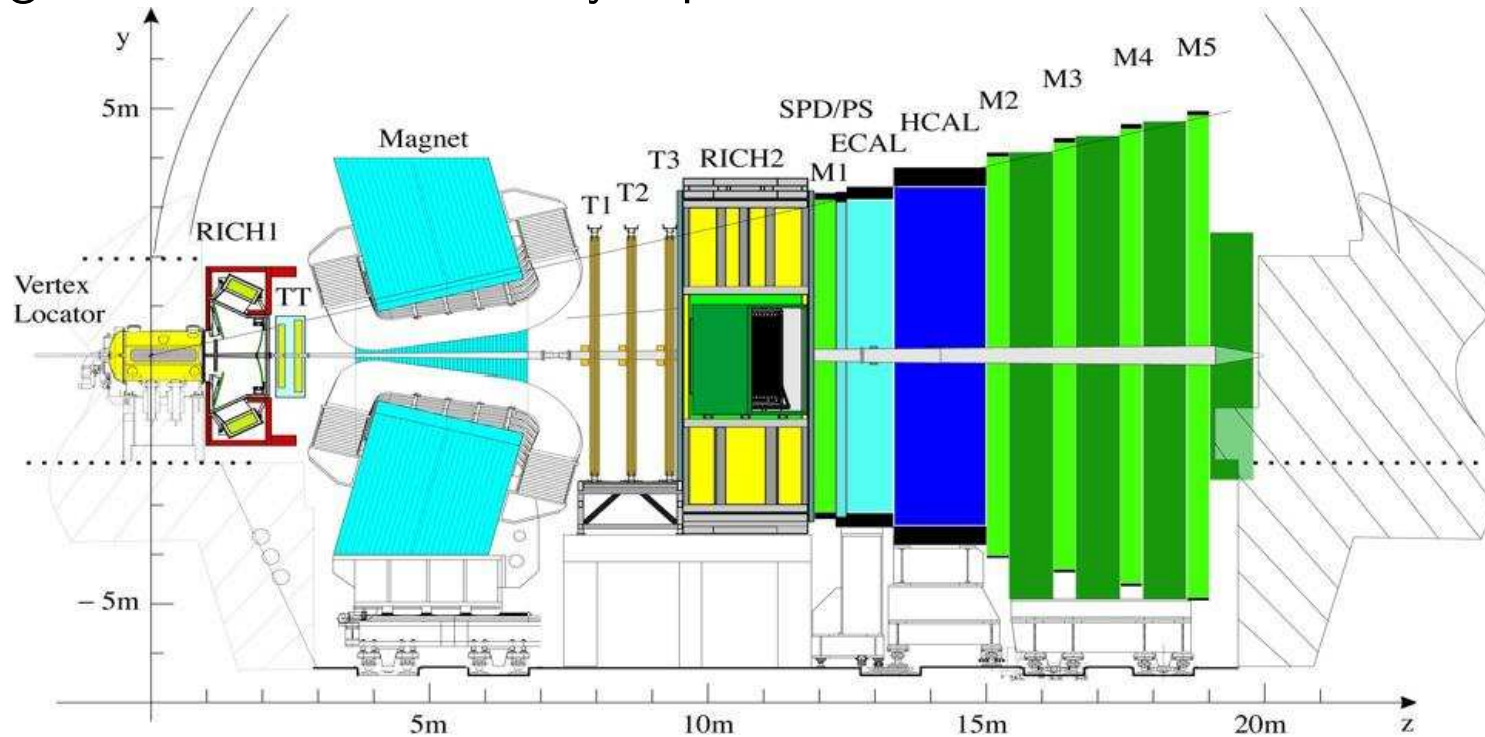 y
5m
Magnet
RICH1
Vertex
Locator
TT
T1
T2
T3
RICH2
SPD/PS
M1
ECAL
HCAL
M2
M3
M4
M5
− 5m
5m
10m
15m
20m
z